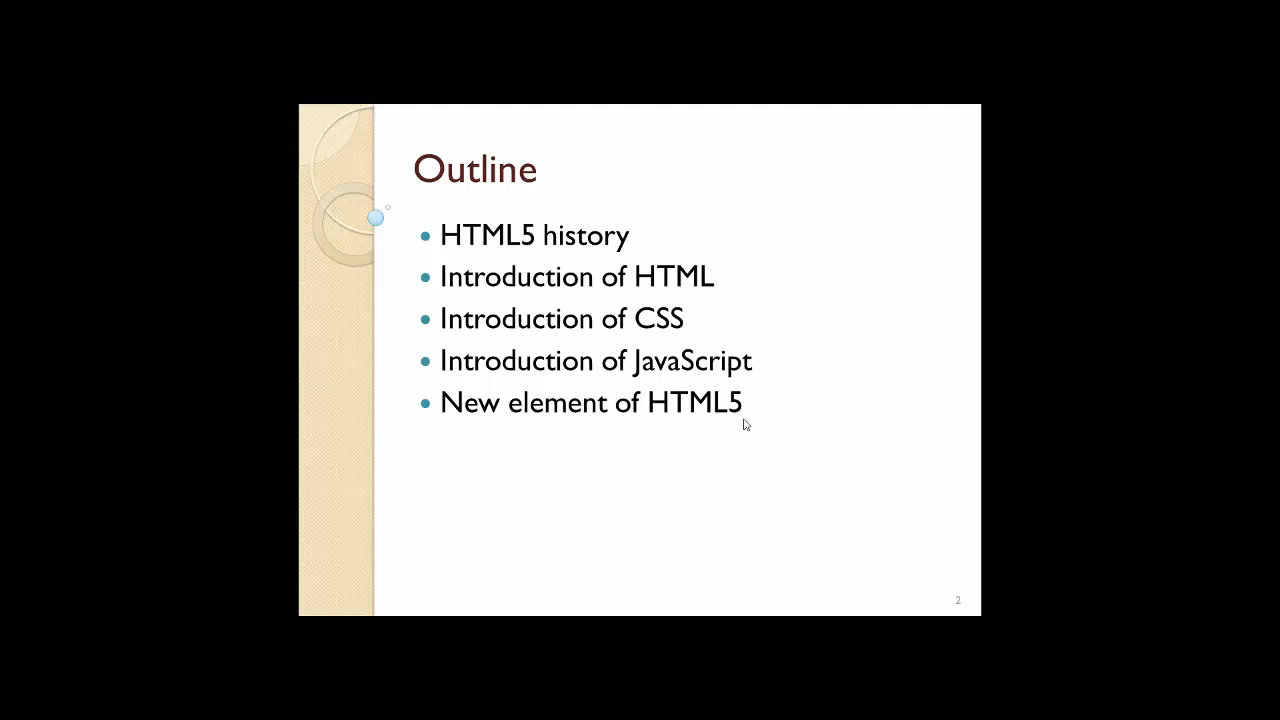 Outline
• HTML5 history
• Introduction of HTML
• Introduction of CSS
• Introduction of JavaScript
• New element of HTML5
2